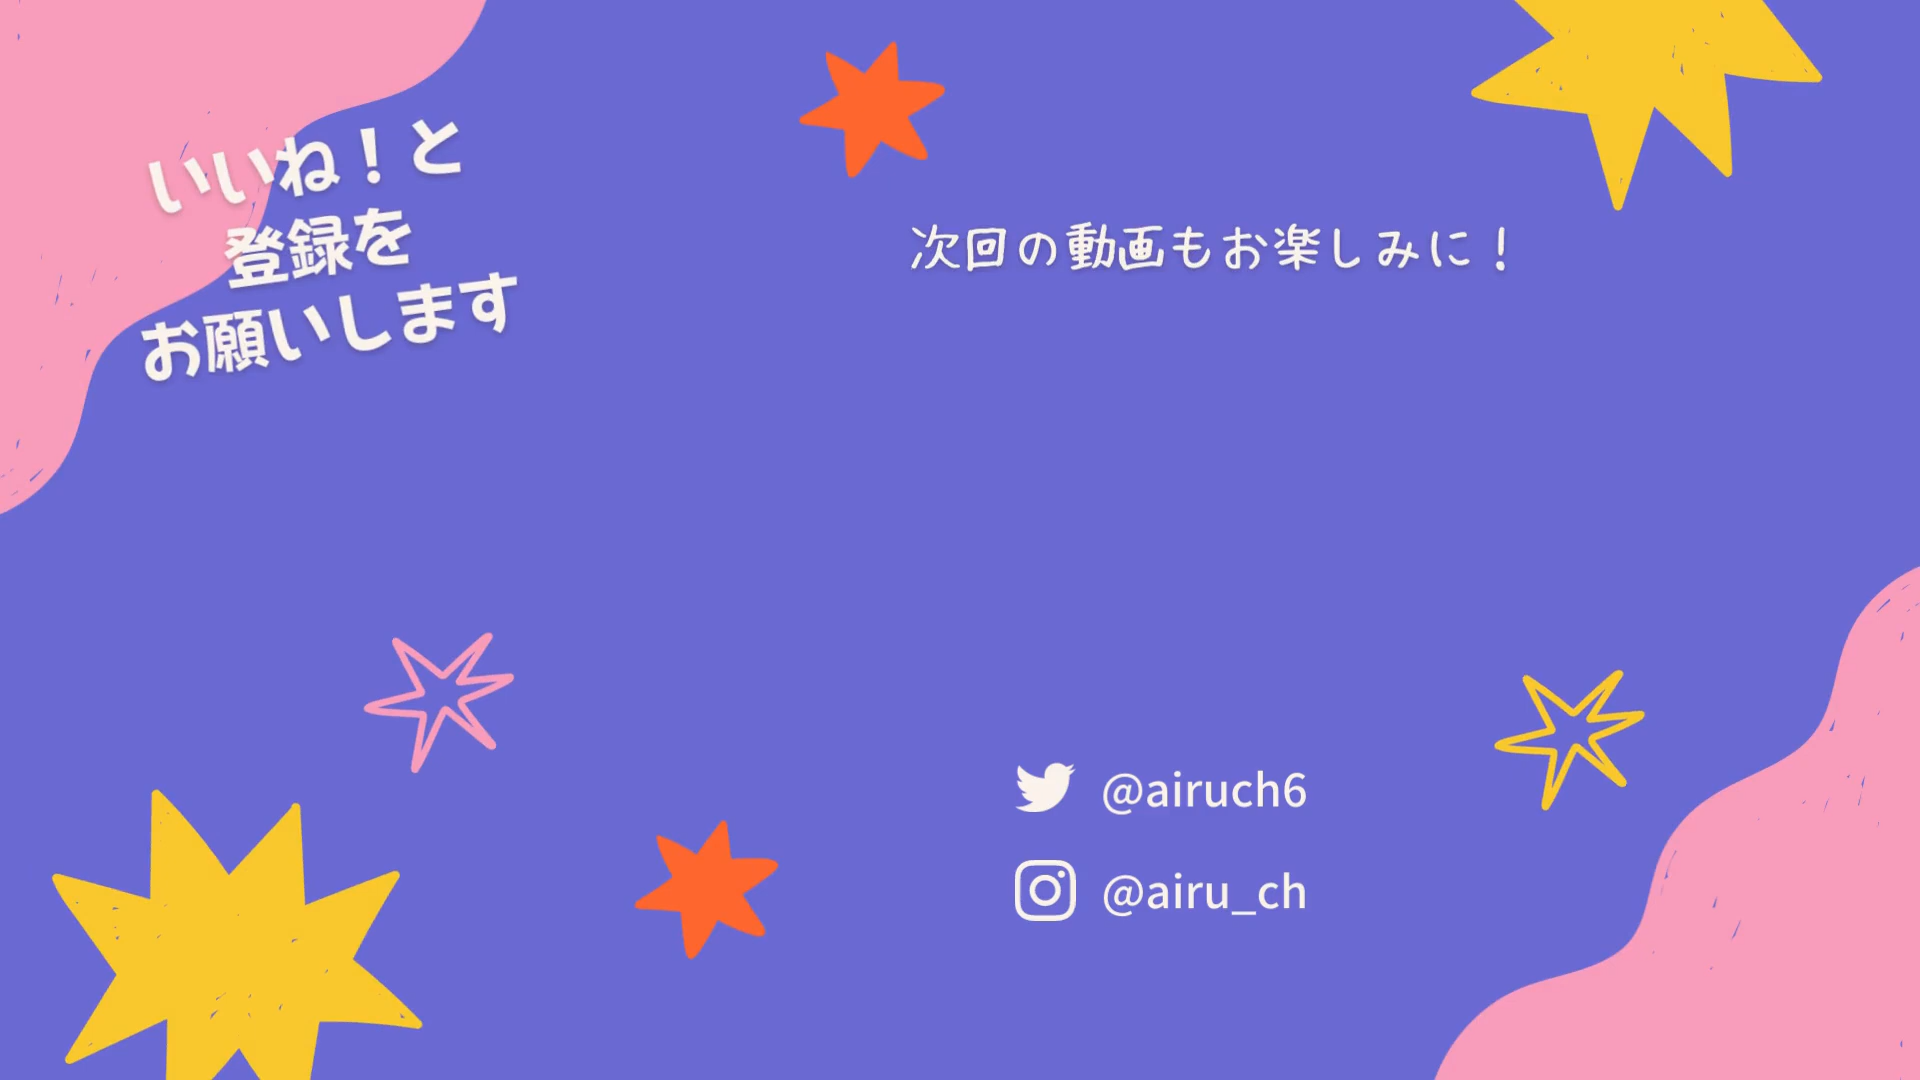 いいね！と
登録を
お願いします
次回の動画もお楽しみに！
@airuch6
@airu_ch